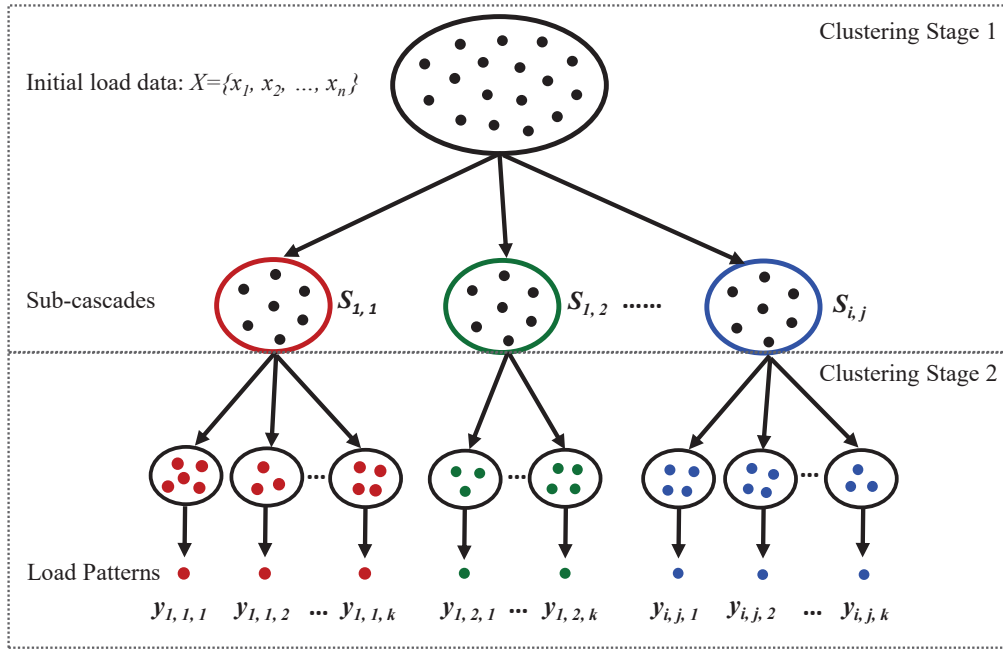 Clustering Stage 1
Initial load data: X={x1, x2, ..., xn}
Sub-cascades S1, 1 S1, 2 ...... Si, j
Clustering Stage 2
... ... ...
Load Patterns
y1, 1, 1 y1, 1, 2 ... y1, 1, k y1, 2, 1 ... y1, 2, k yi, j, 1 yi, j, 2 ... yi, j, k